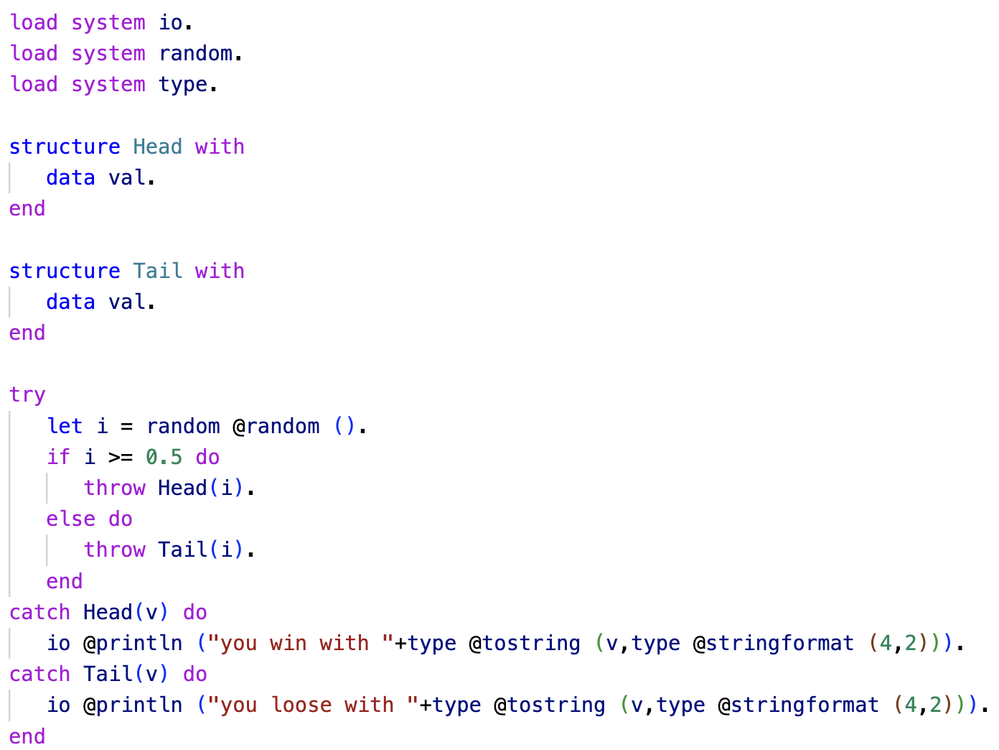 load system io.
load system random.
load system type.
structure Head with
data val.
end
structure Tail with
data val.
end
try
let i = random @random ().
if i >= 0.5 do
throw Head(i).
else do
throw Tail(i).
end
catch Head(v) do
io @println ("you win with "+type @tostring (v,type @stringformat (4,2))).
catch Tail(v) do
io @println ("you loose with "+type @tostring (v,type @stringformat (4,2))).
end